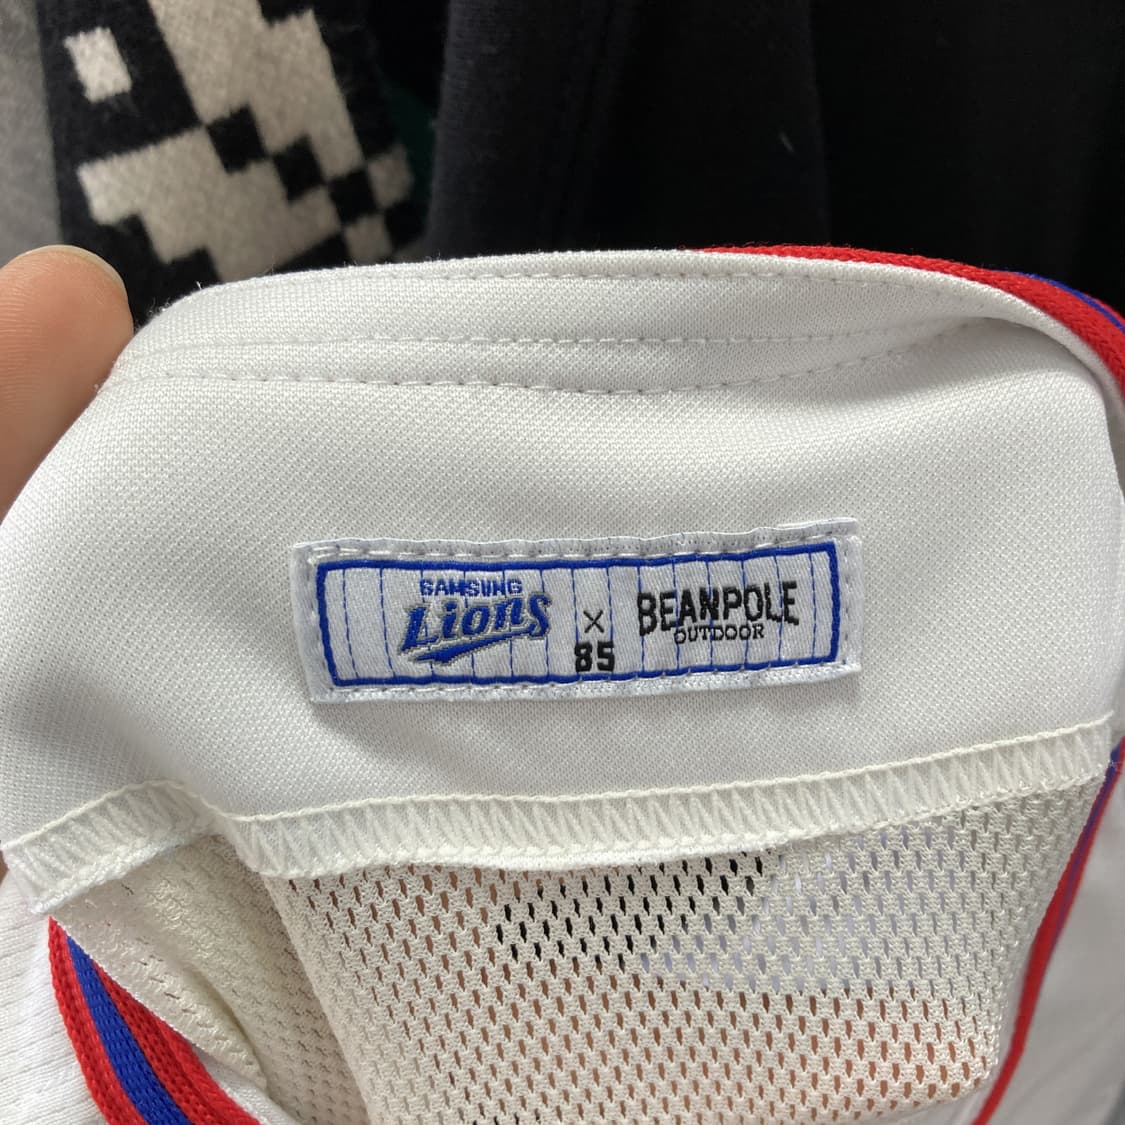 SAMSUNG
Lions
×
85
BEANPOLE
OUTDOOR